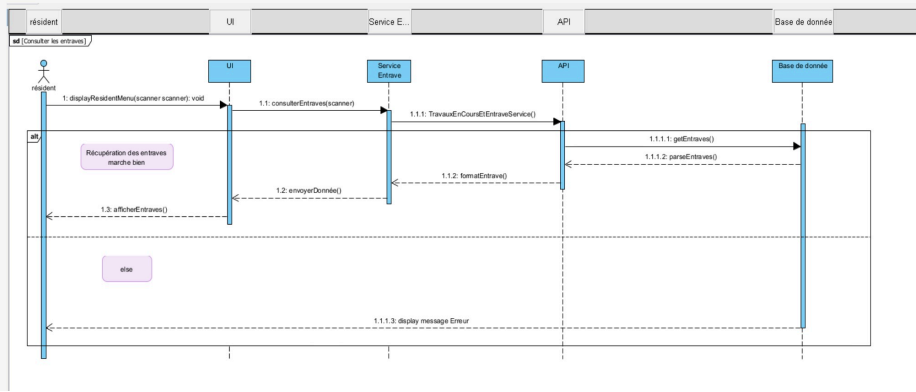 résident UI Service E... API Base de donnée
sd [Consulter les entraves]
résident
UI
Service
Entrave
API
Base de donnée
1: displayResidentMenu(scanner scanner): void
1.1: consulterEntraves(scanner)
1.1.1: TravauxEnCoursEtEntraveService()
alt
1.1.1.1: getEntraves()
Récupération des entraves
marche bien
1.1.1.2: parseEntraves()
1.1.2: formatEntrave()
1.2: envoyerDonnée()
1.3: afficherEntraves()
else
1.1.1.3: display message Erreur